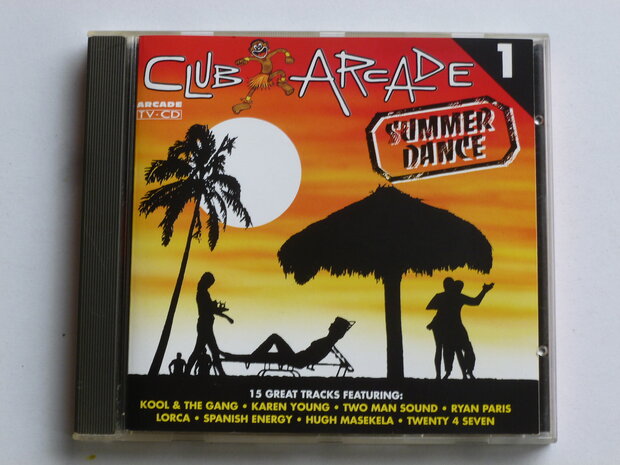 CLUB ARCADE
1
ARCADE
TV·CD
SUMMER
DANCE
15 GREAT TRACKS FEATURING:
KOOL & THE GANG • KAREN YOUNG • TWO MAN SOUND • RYAN PARIS
LORCA • SPANISH ENERGY • HUGH MASEKELA • TWENTY 4 SEVEN